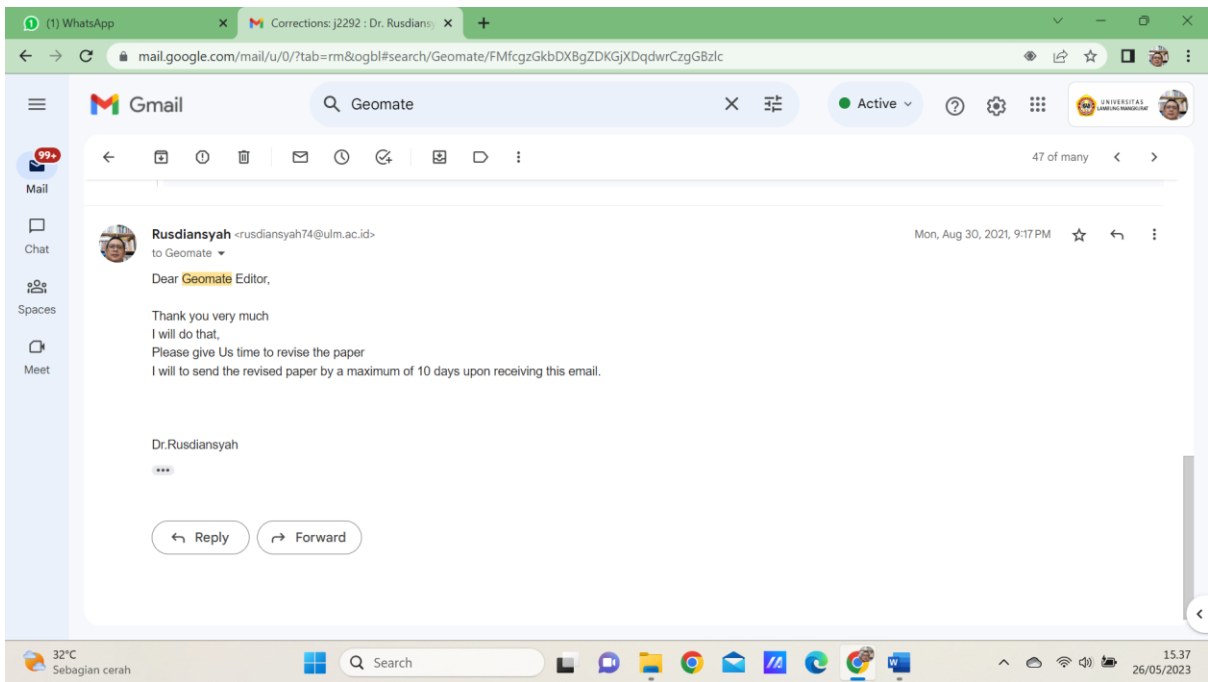 (1) WhatsApp
Corrections: j2292 : Dr. Rusdiansy
mail.google.com/mail/u/0/?tab=rm&ogbl#search/Geomate/FMfcgzGkbDXBgZDKGjXDqdwrCzgGBzlc
Gmail
Geomate
Active
UNIVERSITAS
LAMBUNG MANGKURAT
99+
Mail
47 of many
Chat
Rusdiansyah <rusdiansyah74@ulm.ac.id>
Mon, Aug 30, 2021, 9:17 PM
to Geomate
Dear Geomate Editor,
Spaces
Thank you very much
I will do that,
Please give Us time to revise the paper
Meet
I will to send the revised paper by a maximum of 10 days upon receiving this email.
Dr.Rusdiansyah
Reply
Forward
32°C
Sebagian cerah
Search
15.37
26/05/2023